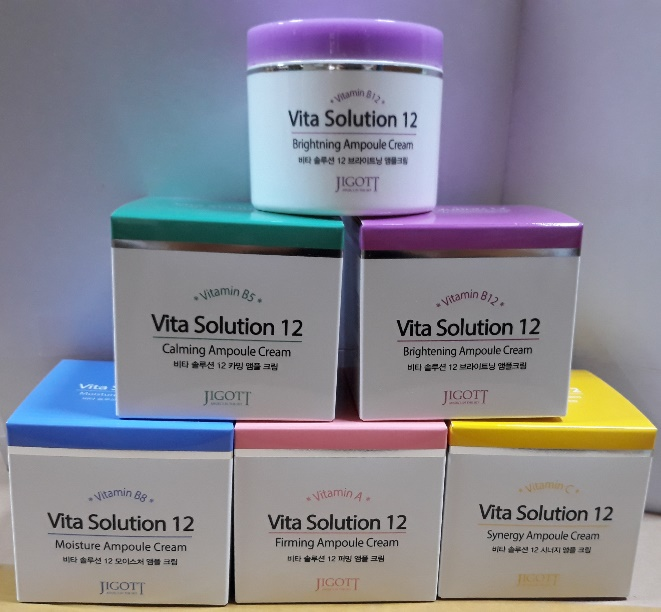 * Vitamin B12 *
Vita Solution 12
Brightning Ampoule Cream
비타 솔루션 12 브라이트닝 앰플크림
JIGOTT
* Vitamin B5 *
Vita Solution 12
Calming Ampoule Cream
비타 솔루션 12 카밍 앰플 크림
JIGOTT
* Vitamin B12 *
Vita Solution 12
Brightening Ampoule Cream
비타 솔루션 12 브라이트닝 앰플 크림
JIGOTT
Vita
Moisture
* Vitamin B8 *
Vita Solution 12
Moisture Ampoule Cream
비타 솔루션 12 모이스처 앰플 크림
JIGOTT
* Vitamin A *
Vita Solution 12
Firming Ampoule Cream
비타 솔루션 12 퍼밍 앰플 크림
JIGOTT
* Vitamin C *
Vita Solution 12
Synergy Ampoule Cream
비타 솔루션 12 시너지 앰플 크림
JIGOTT